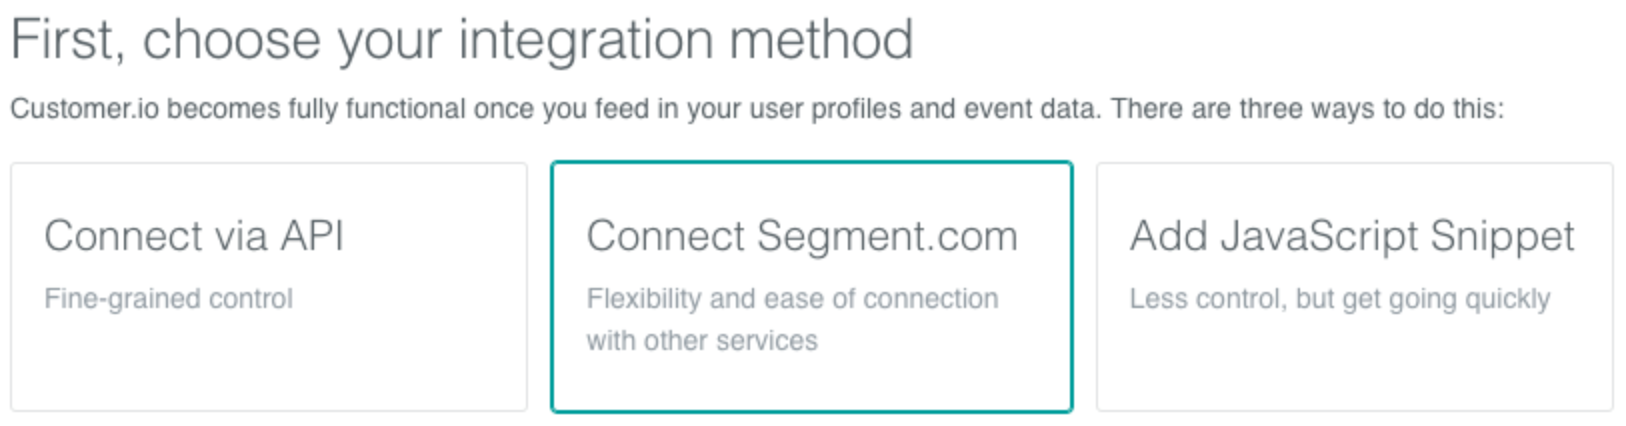 First, choose your integration method
Customer.io becomes fully functional once you feed in your user profiles and event data. There are three ways to do this:
Connect via API
Fine-grained control
Connect Segment.com
Flexibility and ease of connection
with other services
Add JavaScript Snippet
Less control, but get going quickly